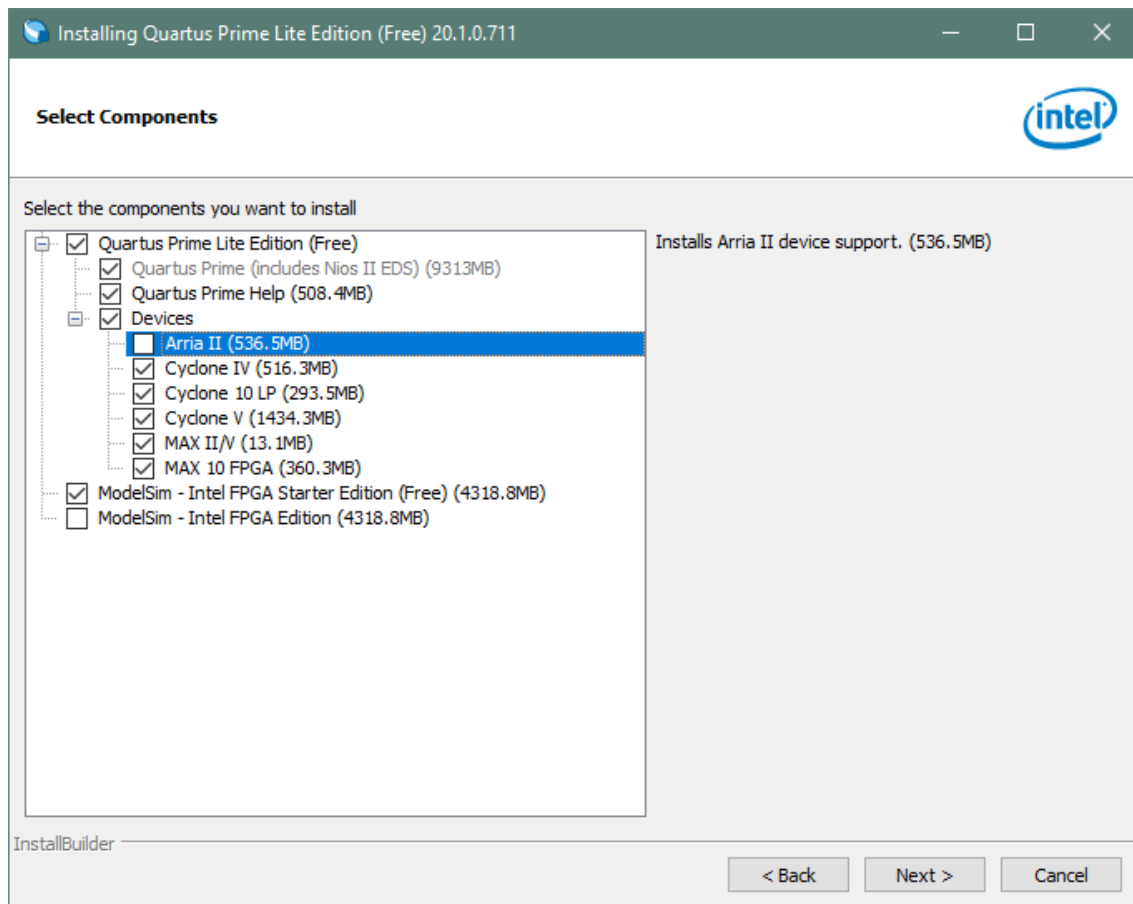 Installing Quartus Prime Lite Edition (Free) 20.1.0.711
Select Components
intel
Select the components you want to install
Quartus Prime Lite Edition (Free)
Installs Arria II device support. (536.5MB)
Quartus Prime (includes Nios II EDS) (9313MB)
Quartus Prime Help (508.4MB)
Devices
Arria II (536.5MB)
Cyclone IV (516.3MB)
Cyclone 10 LP (293.5MB)
Cyclone V (1434.3MB)
MAX II/V (13.1MB)
MAX 10 FPGA (360.3MB)
ModelSim - Intel FPGA Starter Edition (Free) (4318.8MB)
ModelSim - Intel FPGA Edition (4318.8MB)
InstallBuilder
< Back
Next >
Cancel